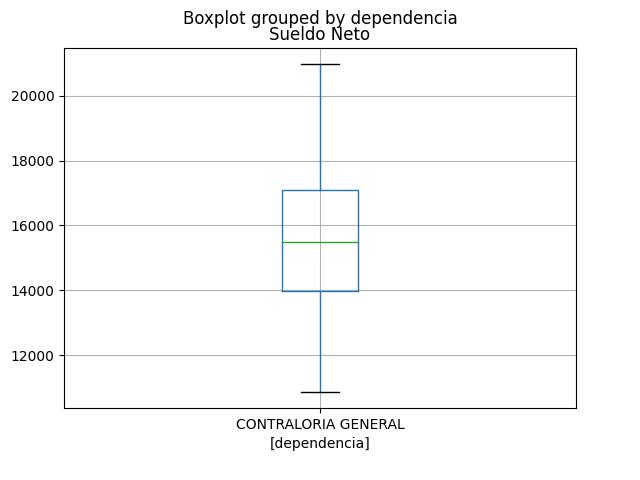 Boxplot grouped by dependencia
Sueldo Neto
20000
18000
16000
14000
12000
CONTRALORIA GENERAL
[dependencia]